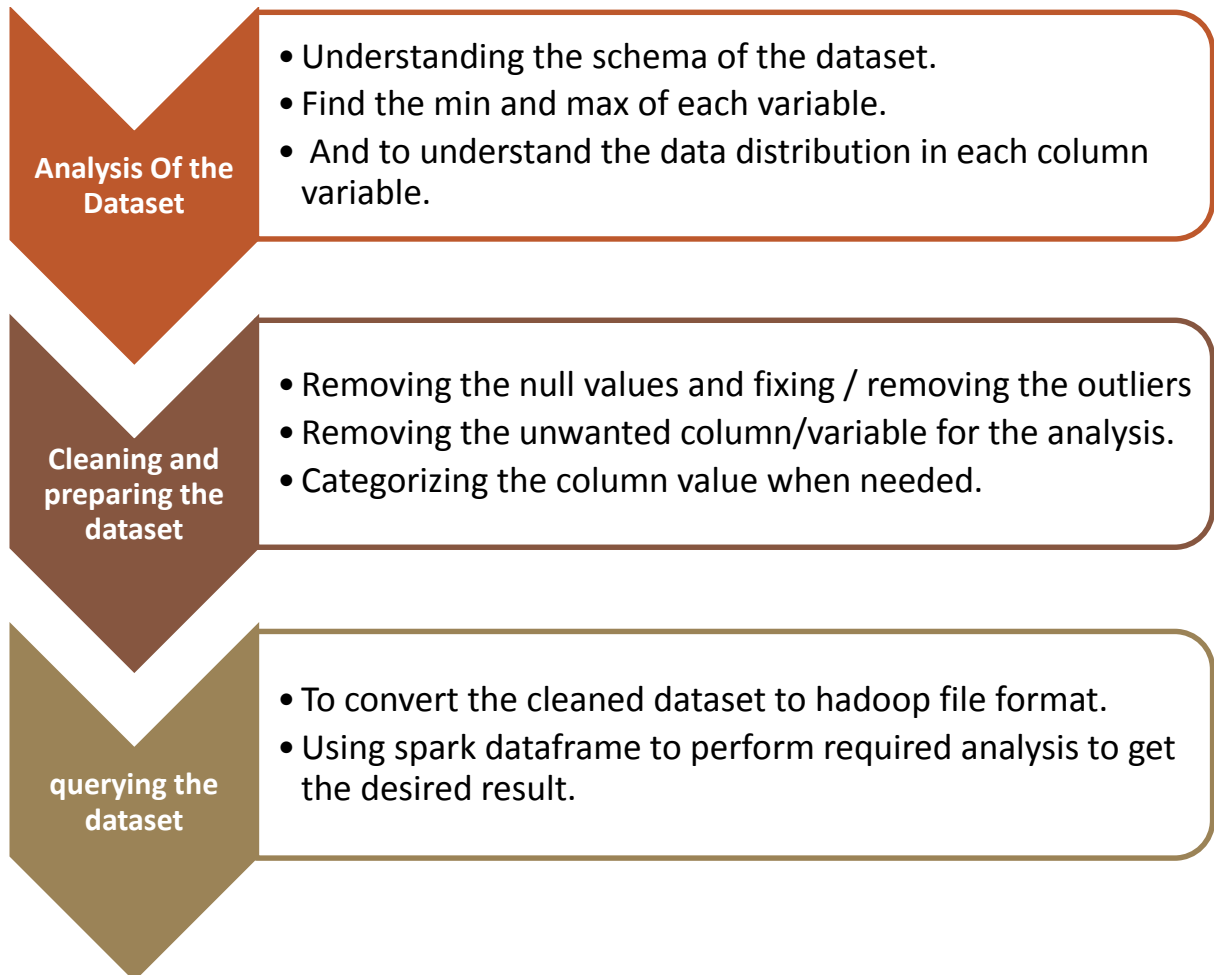 Analysis Of the
Dataset
• Understanding the schema of the dataset.
• Find the min and max of each variable.
• And to understand the data distribution in each column
variable.
Cleaning and
preparing the
dataset
• Removing the null values and fixing / removing the outliers
• Removing the unwanted column/variable for the analysis.
• Categorizing the column value when needed.
querying the
dataset
• To convert the cleaned dataset to hadoop file format.
• Using spark dataframe to perform required analysis to get
the desired result.